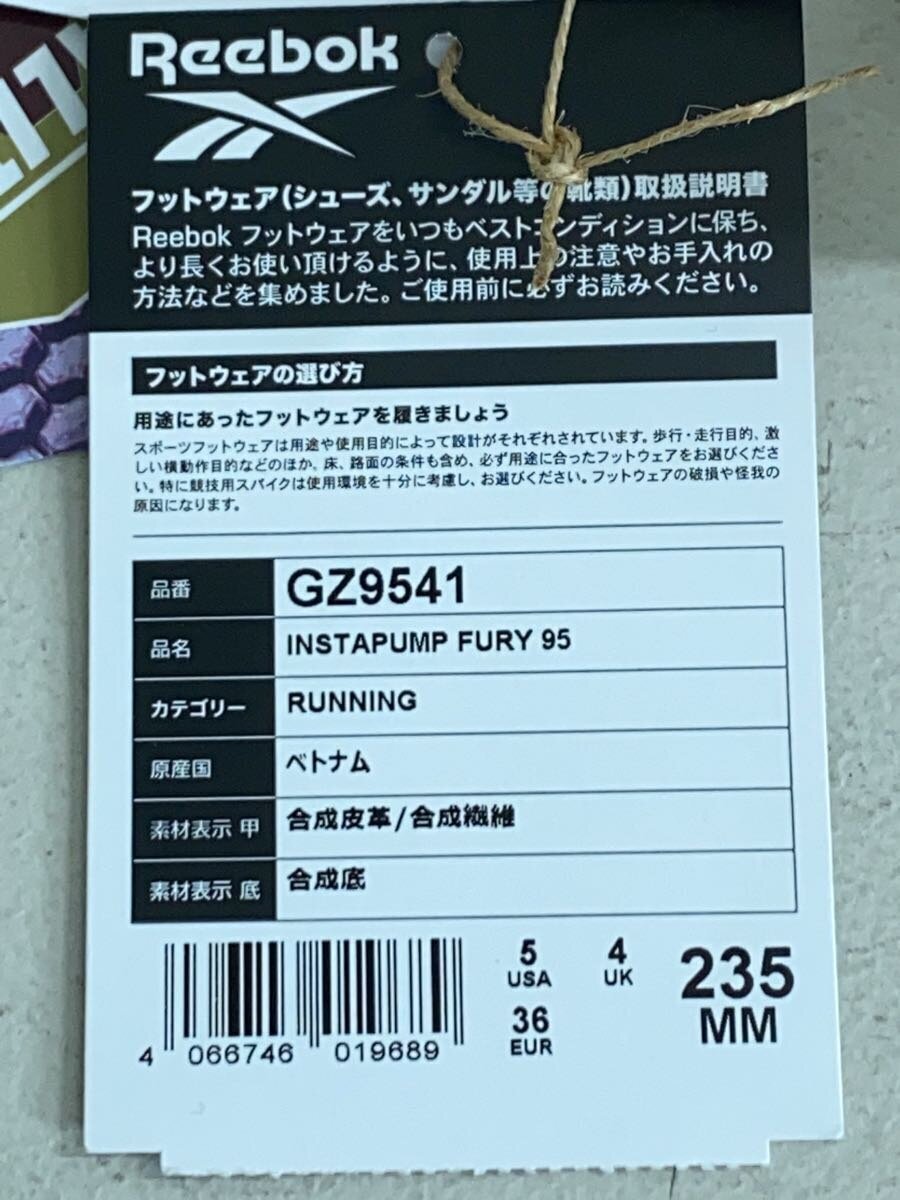 Reebok
フットウェア(シューズ、サンダル等の靴類)取扱説明書
Reebok フットウェアをいつもベストコンディションに保ち、
より長くお使い頂けるように、使用上の注意やお手入れの
方法などを集めました。ご使用前に必ずお読みください。
フットウェアの選び方
用途にあったフットウェアを履きましょう
スポーツフットウェアは用途や使用目的によって設計がそれぞれされています。歩行・走行目的、激
しい横動作目的などのほか、床、路面の条件も含め、必ず用途に合ったフットウェアをお選びくださ
い。特に競技用スパイクは使用環境を十分に考慮し、お選びください。フットウェアの破損や怪我の
原因になります。
品番 GZ9541
品名 INSTAPUMP FURY 95
カテゴリー RUNNING
原産国 ベトナム
素材表示 甲 合成皮革/合成繊維
素材表示 底 合成底
5 4 235
USA UK MM
36
EUR
4 066746 019689